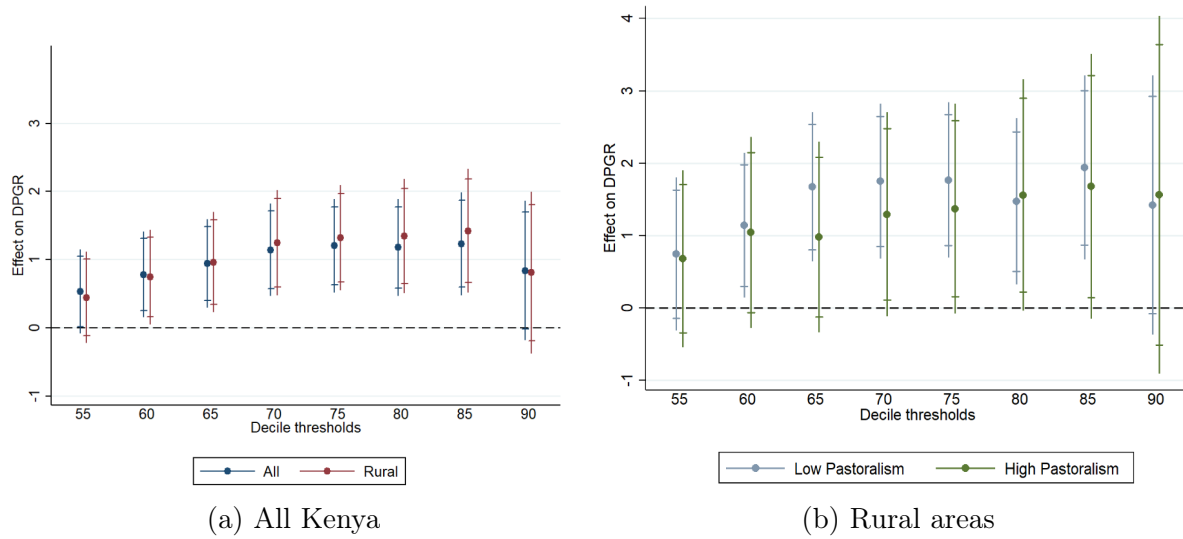 Effect on DPGR
3
2
1
0
-1
55 60 65 70 75 80 85 90
Decile thresholds
All Rural
(a) All Kenya
Effect on DPGR
4
3
2
1
0
-1
55 60 65 70 75 80 85 90
Decile thresholds
Low Pastoralism High Pastoralism
(b) Rural areas